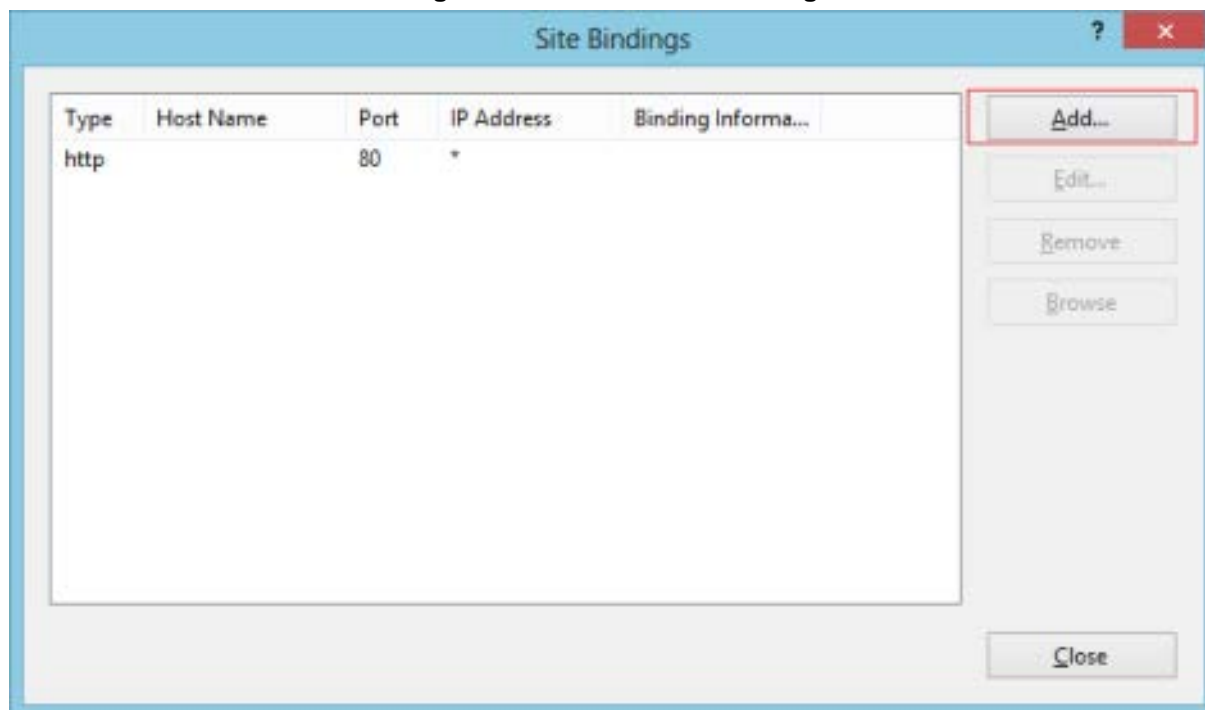 Site Bindings ?
Type Host Name Port IP Address Binding Informa...
http 80 *
Add...
Edit...
Remove
Browse
Close